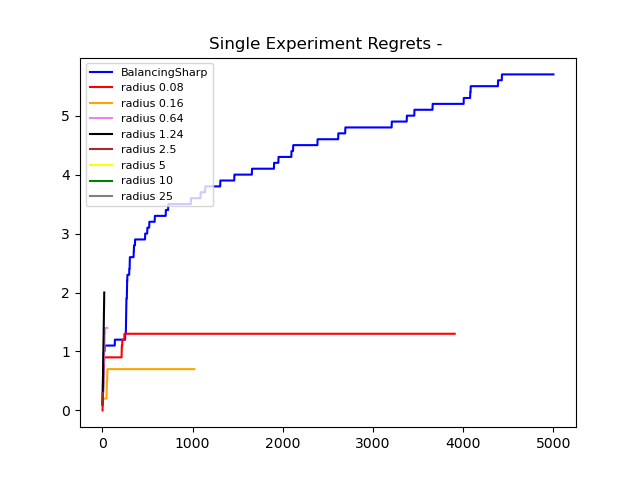 Single Experiment Regrets -
BalancingSharp
radius 0.08
radius 0.16
radius 0.64
radius 1.24
radius 2.5
radius 5
radius 10
radius 25
5
4
3
2
1
0
0 1000 2000 3000 4000 5000